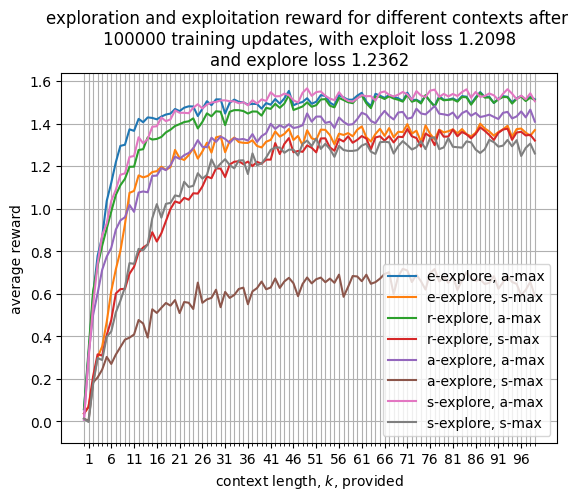 exploration and exploitation reward for different contexts after
100000 training updates, with exploit loss 1.2098
and explore loss 1.2362
1.6
1.4
1.2
1.0
0.8
0.6
0.4
0.2
0.0
average reward
e-explore, a-max
e-explore, s-max
r-explore, a-max
r-explore, s-max
a-explore, a-max
a-explore, s-max
s-explore, a-max
s-explore, s-max
1 6 11 16 21 26 31 36 41 46 51 56 61 66 71 76 81 86 91 96
context length, k, provided